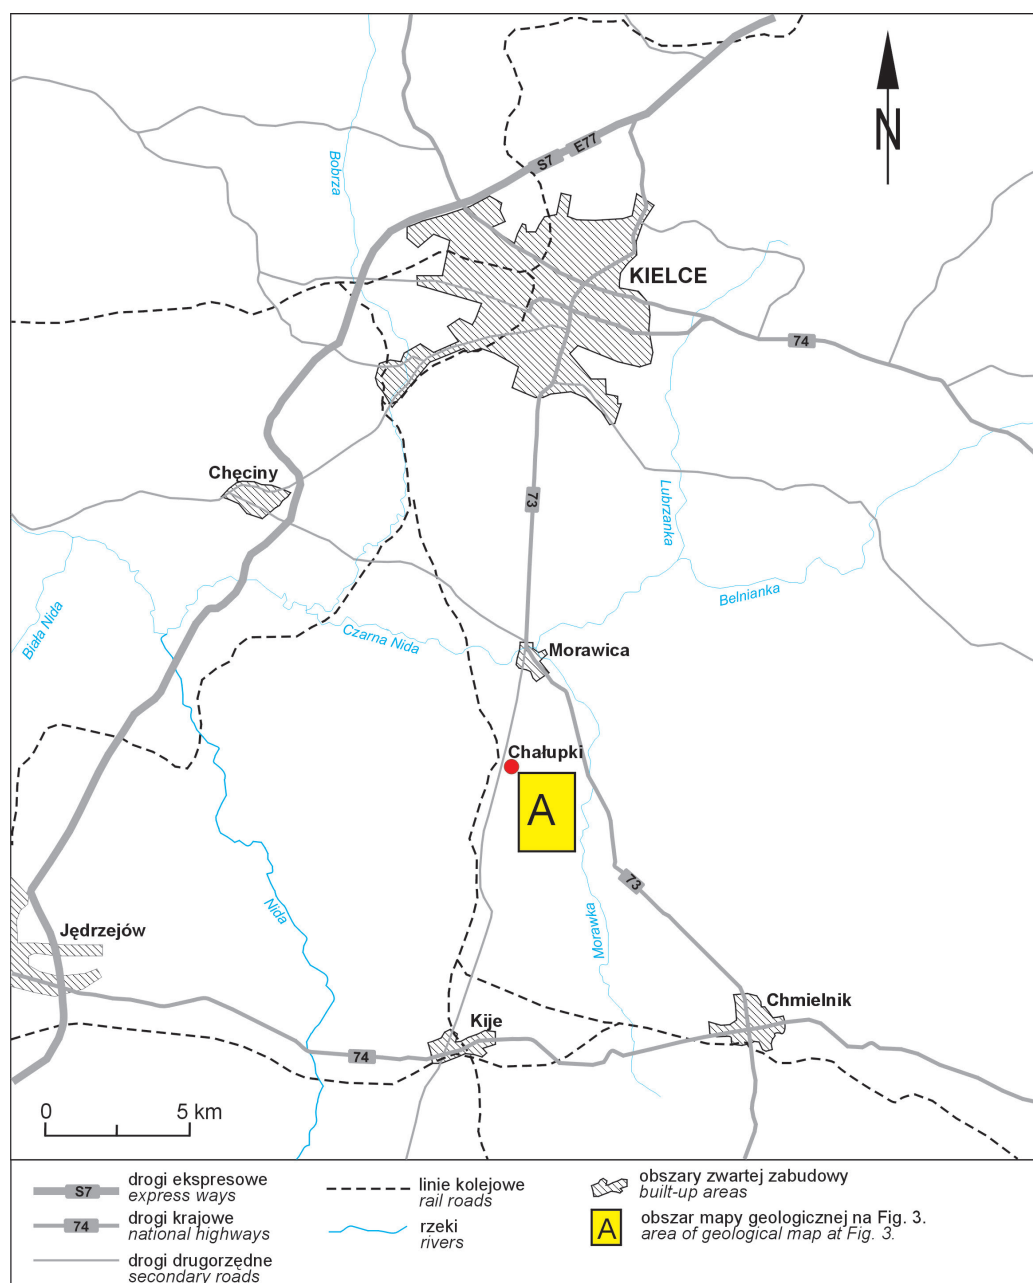 N
S7
E77
Bobrza
KIELCE
74
Chęciny
73
Lubrzanka
Belnianka
Biała Nida
Czarna Nida
Morawica
Chałupki
A
73
Nida
Morawka
Jędrzejów
Chmielnik
Kije
74
0 5 km
S7 drogi ekspresowe
express ways
74 drogi krajowe
national highways
drogi drugorzędne
secondary roads
linie kolejowe
rail roads
rzeki
rivers
obszary zwartej zabudowy
built-up areas
A obszar mapy geologicznej na Fig. 3.
area of geological map at Fig. 3.